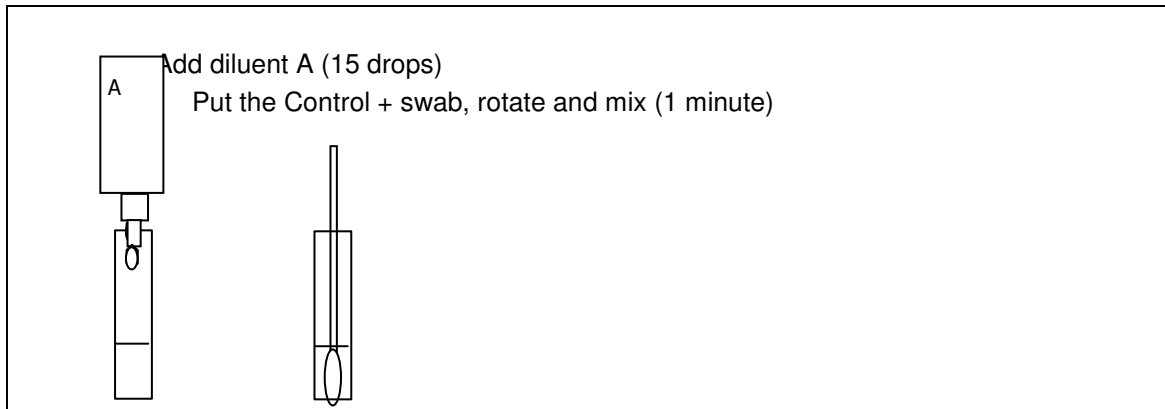 Add diluent A (15 drops)
A
Put the Control + swab, rotate and mix (1 minute)